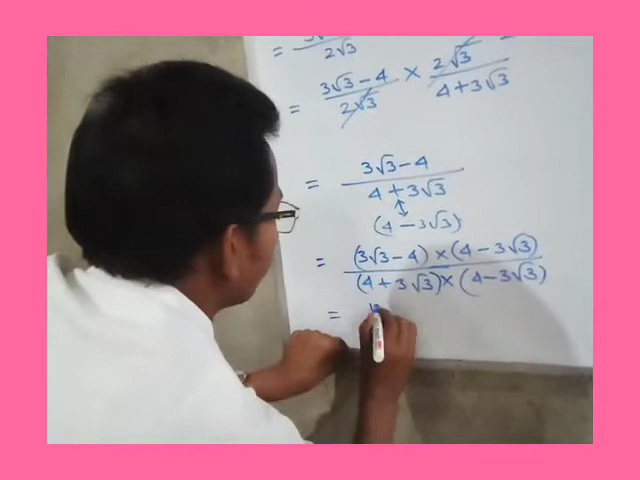 = 2√3
= 3√3-4 / 2√3 × 2√3 / 4+3√3
= 3√3-4 / 4+3√3
↕
(4-3√3)
= (3√3-4)×(4-3√3) / (4+3√3)×(4-3√3)
=